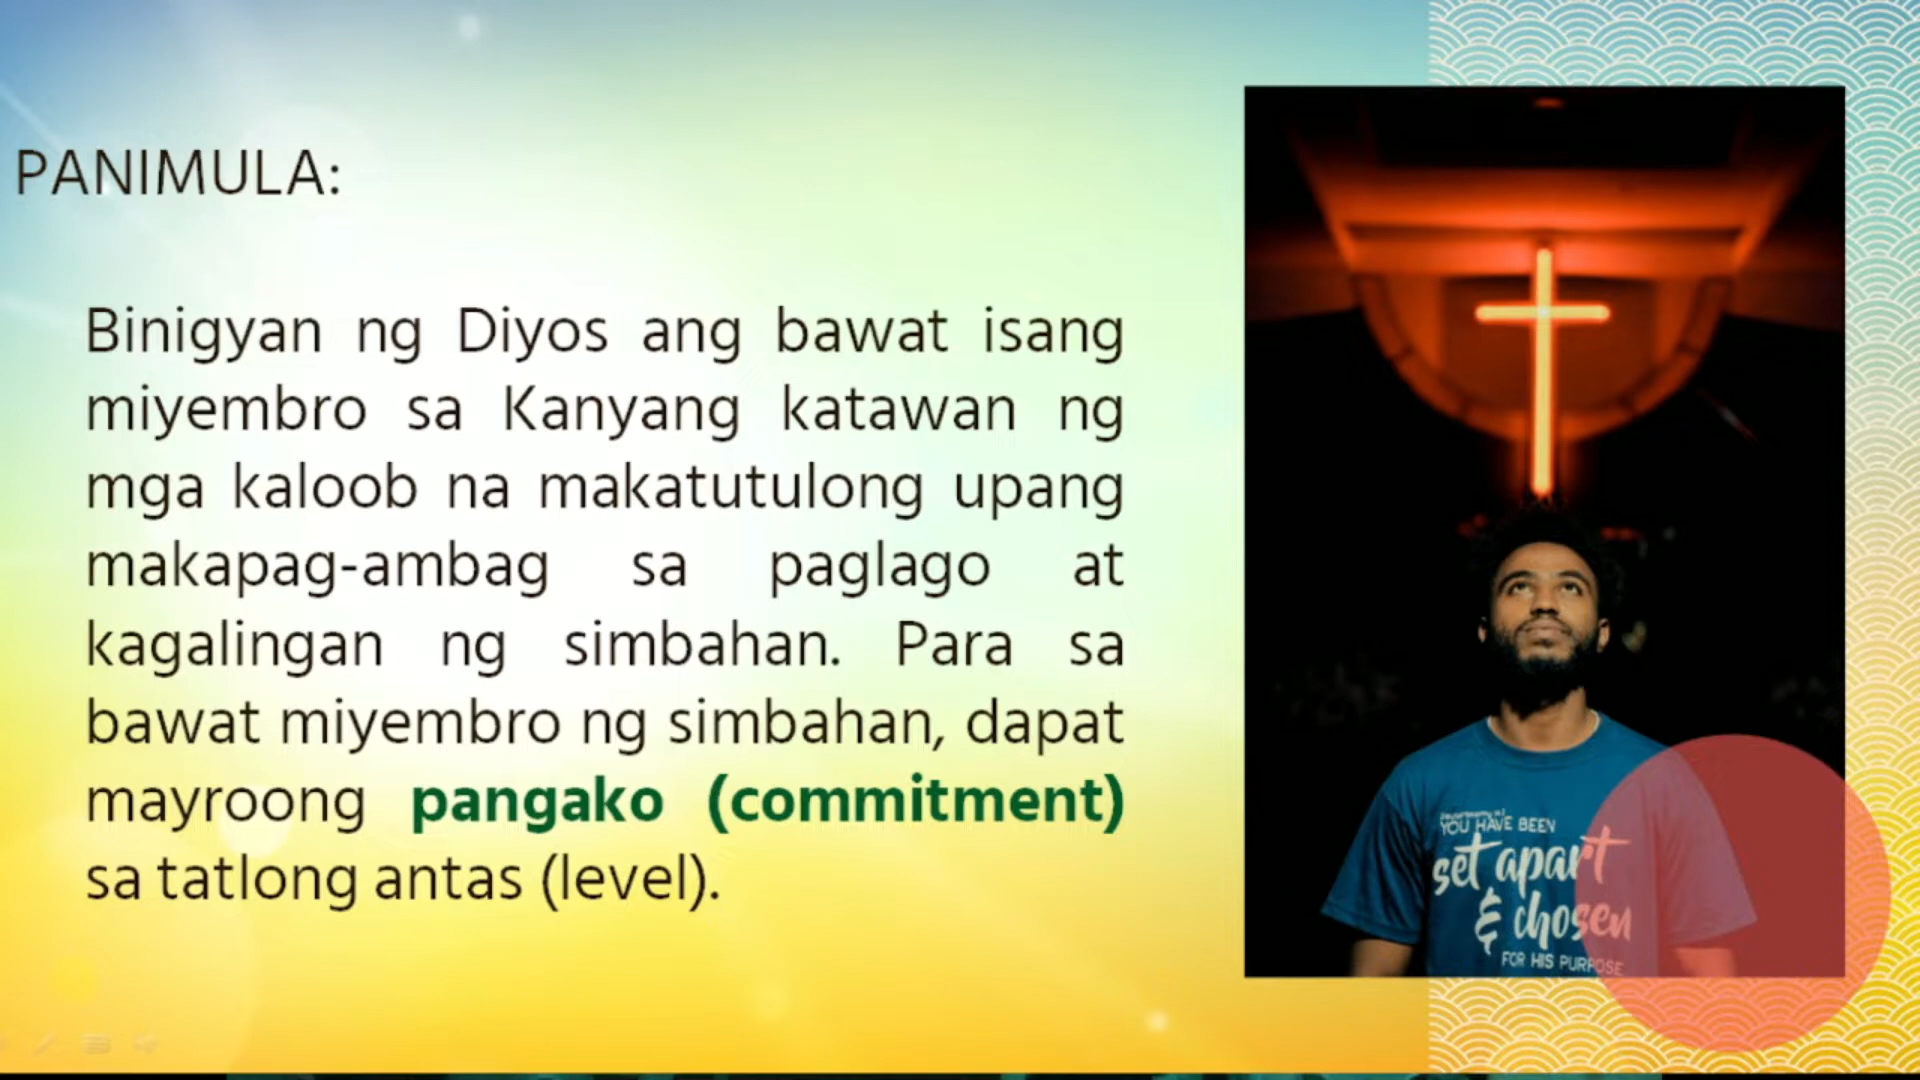 PANIMULA:
Binigyan ng Diyos ang bawat isang
miyembro sa Kanyang katawan ng
mga kaloob na makatutulong upang
makapag-ambag sa paglago at
kagalingan ng simbahan. Para sa
bawat miyembro ng simbahan, dapat
mayroong pangako (commitment)
sa tatlong antas (level).
YOU HAVE BEEN
set apart
& chosen
FOR HIS PURPOSE